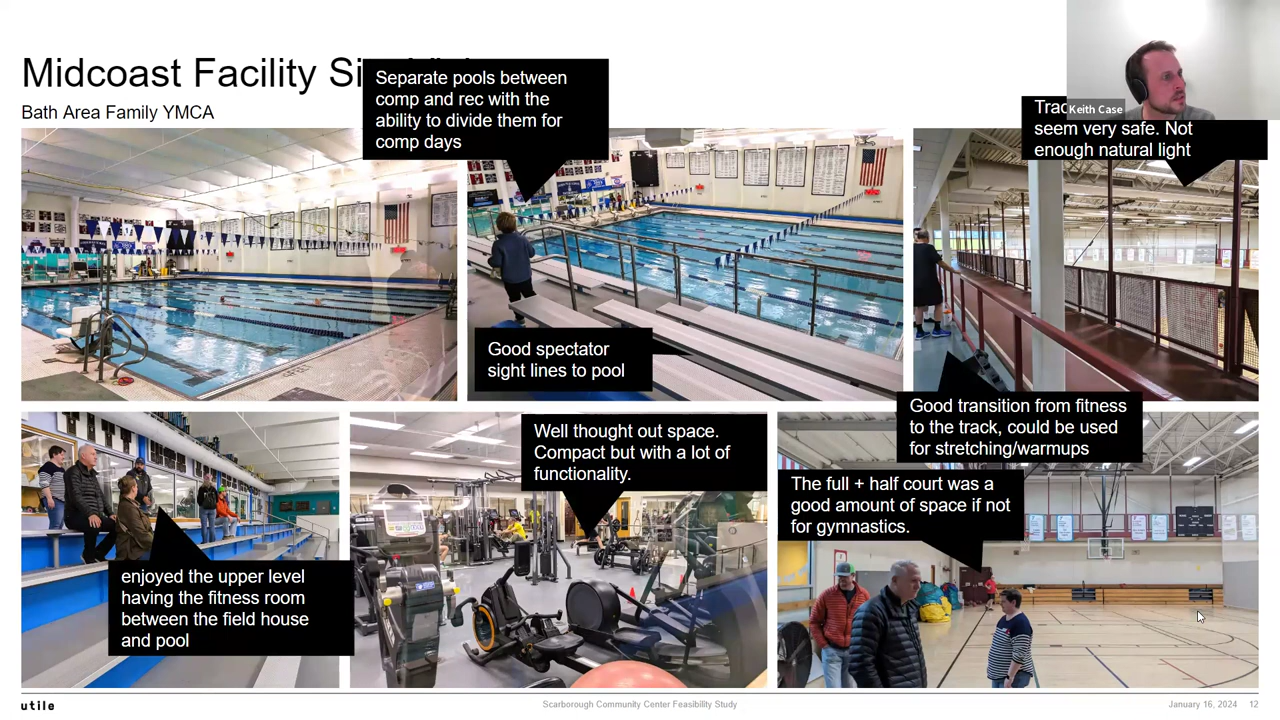 Midcoast Facility Si
Bath Area Family YMCA
Separate pools between
comp and rec with the
ability to divide them for
comp days
Keith Case
seem very safe. Not
enough natural light
Good spectator
sight lines to pool
Good transition from fitness
to the track, could be used
for stretching/warmups
Well thought out space.
Compact but with a lot of
functionality.
The full + half court was a
good amount of space if not
for gymnastics.
enjoyed the upper level
having the fitness room
between the field house
and pool
utile
Scarborough Community Center Feasibility Study
January 16, 2024 12